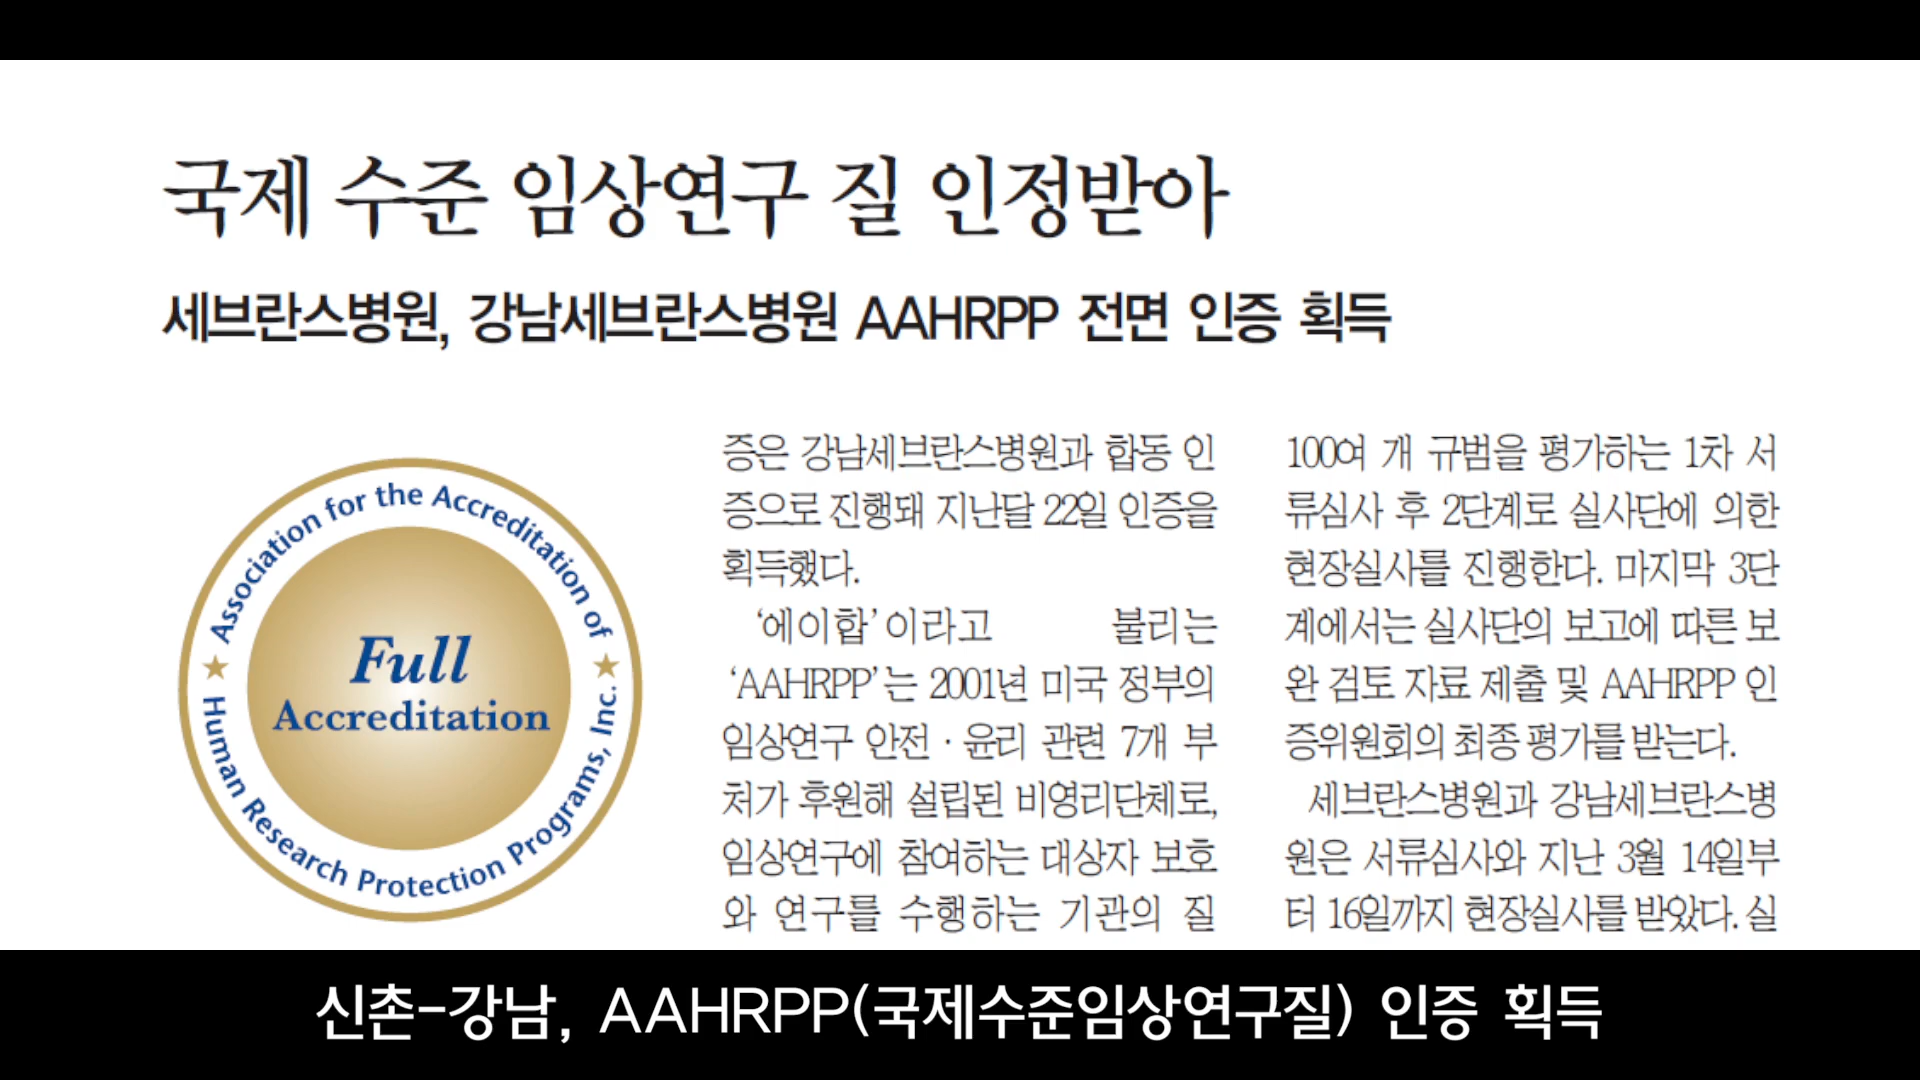 국제 수준 임상연구 질 인정받아
세브란스병원, 강남세브란스병원 AAHRPP 전면 인증 획득
Association for the Accreditation of
Human Research Protection Programs, Inc.
Full
Accreditation
증은 강남세브란스병원과 합동 인
증으로 진행돼 지난달 22일 인증을
획득했다.
‘에이합’이라고 불리는
‘AAHRPP’는 2001년 미국 정부의
임상연구 안전·윤리 관련 7개 부
처가 후원해 설립된 비영리단체로,
임상연구에 참여하는 대상자 보호
와 연구를 수행하는 기관의 질
100여 개 규범을 평가하는 1차 서
류심사 후 2단계로 실사단에 의한
현장실사를 진행한다. 마지막 3단
계에서는 실사단의 보고에 따른 보
완 검토 자료 제출 및 AAHRPP 인
증위원회의 최종 평가를 받는다.
세브란스병원과 강남세브란스병
원은 서류심사와 지난 3월 14일부
터 16일까지 현장실사를 받았다. 실
신촌-강남, AAHRPP(국제수준임상연구질) 인증 획득